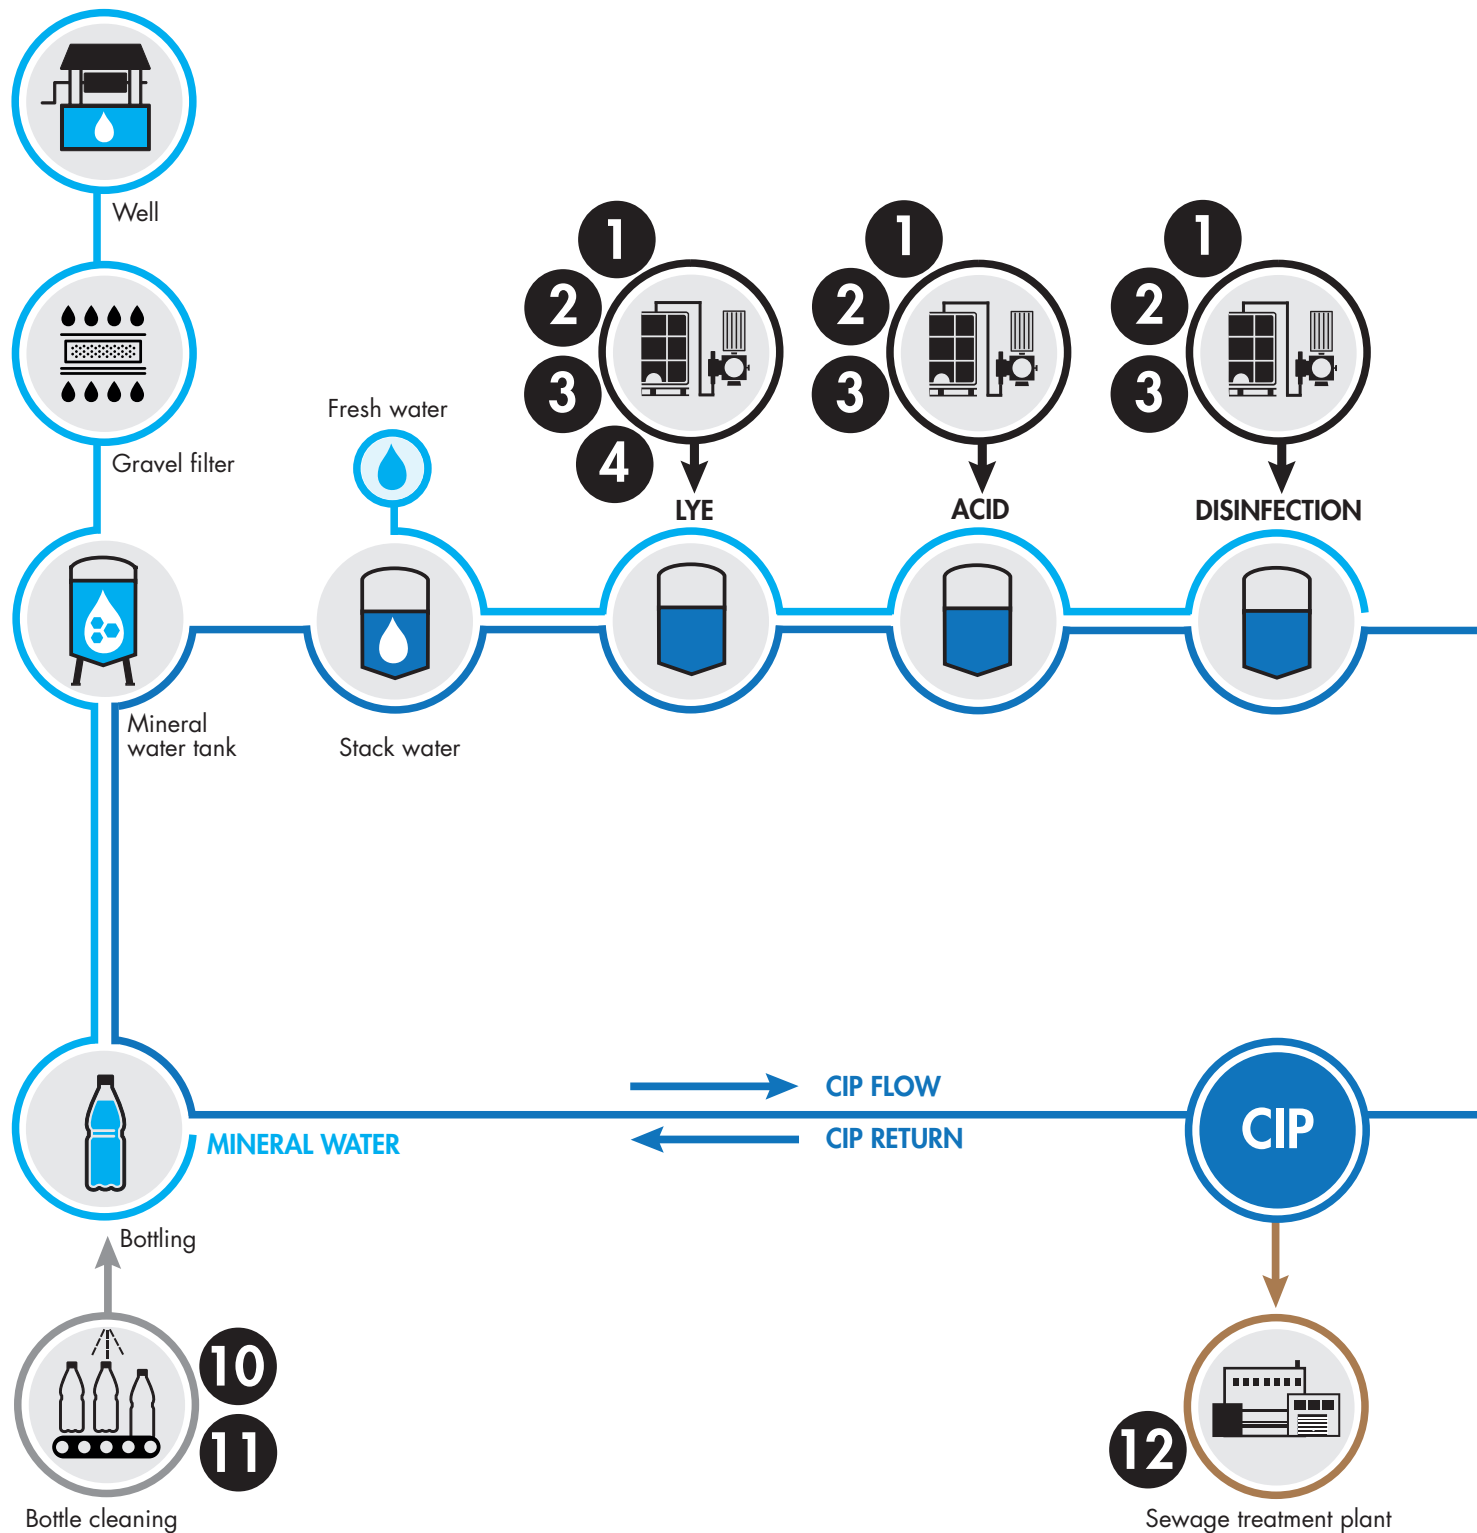 Well
1
1
1
2
2
2
3
3
3
Fresh water
4
Gravel filter
LYE
ACID
DISINFECTION
Mineral
water tank
Stack water
CIP FLOW
CIP
MINERAL WATER
CIP RETURN
Bottling
10
11
12
Bottle cleaning
Sewage treatment plant